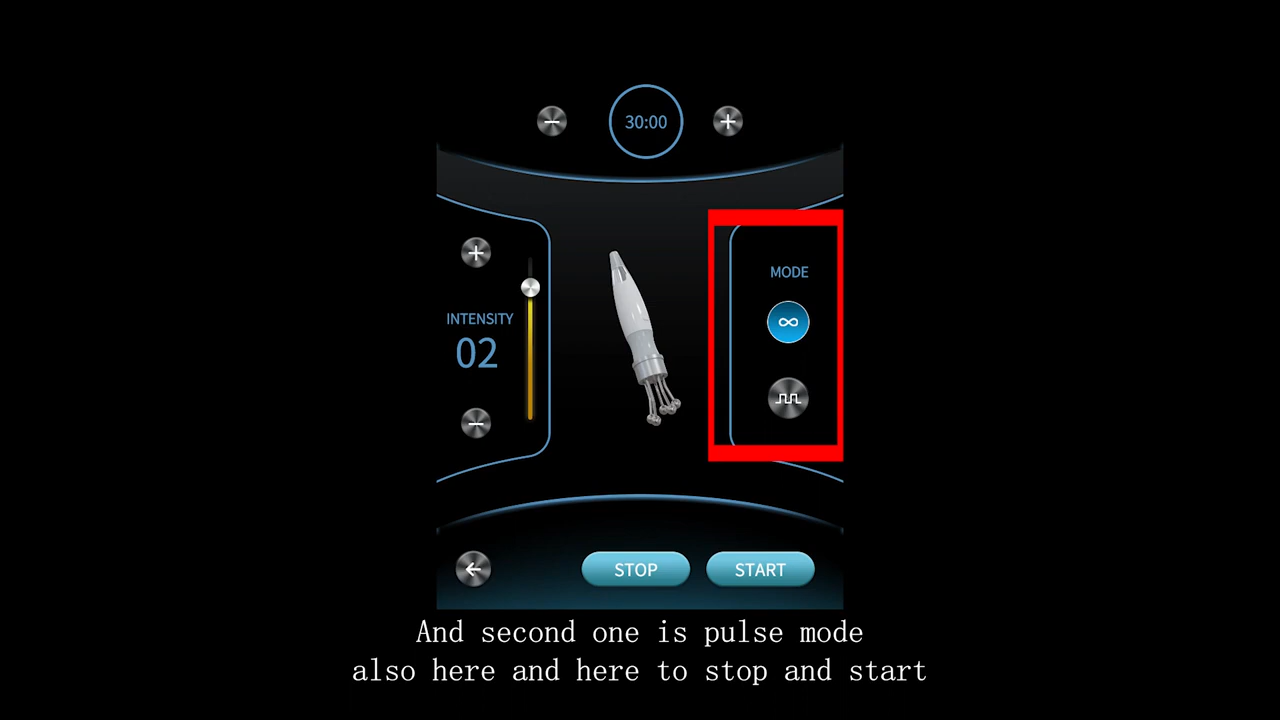 30:00
MODE
INTENSITY
02
STOP
START
And second one is pulse mode
also here and here to stop and start